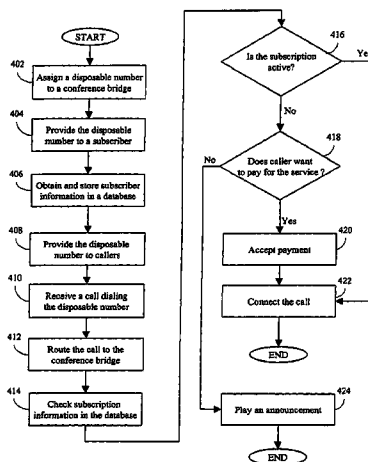 START
402
Assign a disposable number
to a conference bridge
404
Provide the disposable
number to a subscriber
406
Obtain and store subscriber
information in a database
408
Provide the disposable
number to callers
410
Receive a call dialing
the disposable number
412
Route the call to the
conference bridge
414
Check subscription
information in the database
416
Is the subscription
active?
Ye
No
418
No
Does caller want
to pay for the service ?
Yes
420
Accept payment
422
Connect the call
END
424
Play an announcement
END